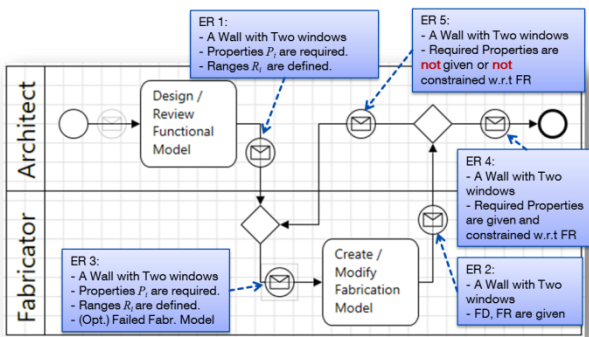 ER 1:
- A Wall with Two windows
- Properties Pᵢ are required.
- Ranges Rᵢ are defined.
ER 5:
- A Wall with Two windows
- Required Properties are
not given or not
constrained w.r.t FR
Architect
Design /
Review
Functional
Model
ER 4:
- A Wall with Two
windows
- Required Properties
are given and
constrained w.r.t FR
Fabricator
ER 3:
- A Wall with Two windows
- Properties Pᵢ are required.
- Ranges Rᵢ are defined.
- (Opt.) Failed Fabr. Model
Create /
Modify
Fabrication
Model
ER 2:
- A Wall with Two
windows
- FD, FR are given